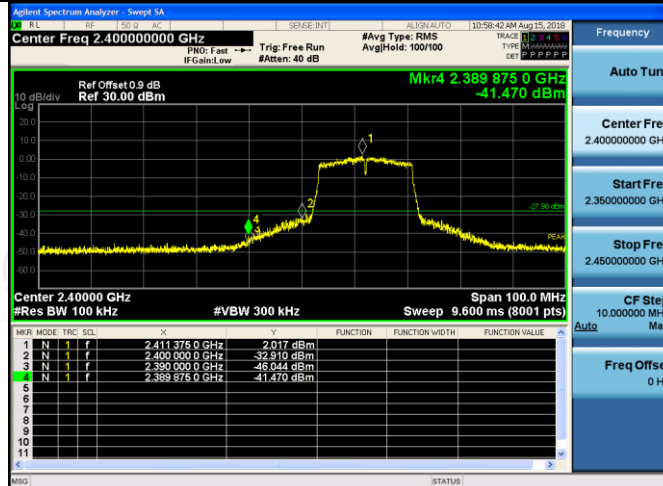 Agilent Spectrum Analyzer - Swept SA
RL RF 50 Ω AC SENSE:INT ALIGNAUTO 10:58:42 AM Aug 15, 2018
Center Freq 2.400000000 GHz
PNO: Fast
IFGain:Low
Trig: Free Run
#Atten: 40 dB
#Avg Type: RMS
Avg|Hold: 100/100
TRACE 1 2 3 4 5 6
TYPE M
DET P P P P P P
Ref Offset 0.9 dB
Ref 30.00 dBm
Mkr4 2.389 875 0 GHz
-41.470 dBm
10 dB/div
Log
20.0
10.0
0.00
-10.0
-20.0
-30.0
-40.0
-50.0
-60.0
1
2
3
4
-27.98 dBm
PEAK
Center 2.40000 GHz
#Res BW 100 kHz
#VBW 300 kHz
Span 100.0 MHz
Sweep 9.600 ms (8001 pts)
MKR MODE TRC SCL X Y FUNCTION FUNCTION WIDTH FUNCTION VALUE
1 N 1 f 2.411 375 0 GHz 2.017 dBm
2 N 1 f 2.400 000 0 GHz -32.910 dBm
3 N 1 f 2.390 000 0 GHz -46.044 dBm
4 N 1 f 2.389 875 0 GHz -41.470 dBm
5
6
7
8
9
10
11
MSG STATUS
Frequency
Auto Tun
Center Fre
2.400000000 GH
Start Fre
2.350000000 GH
Stop Fre
2.450000000 GH
CF Step
10.000000 MH
Auto Ma
Freq Offse
0 H